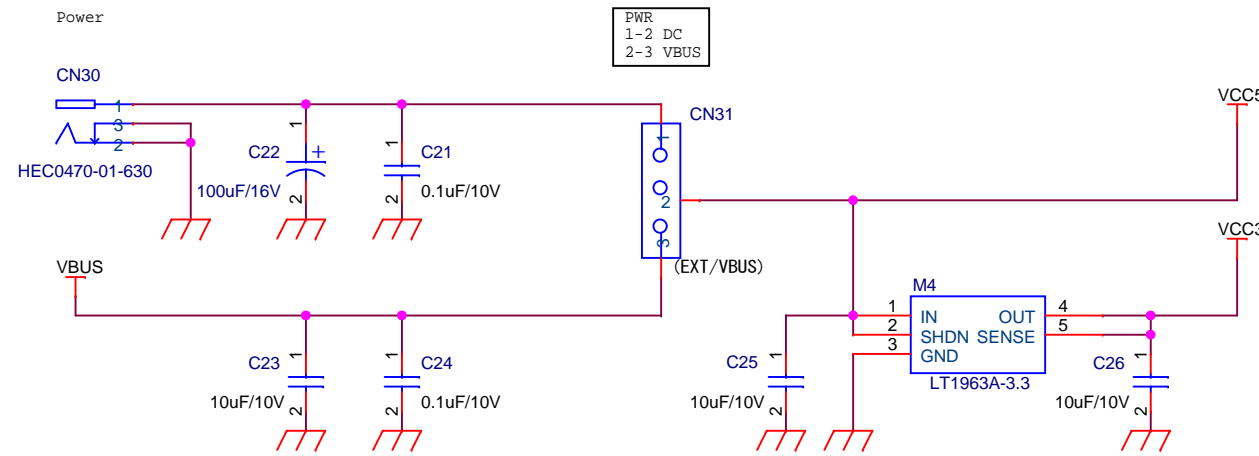 Power
PWR
1-2 DC
2-3 VBUS
CN30
1
3
2
HEC0470-01-630
1
C22
+
100uF/16V
2
1
C21
0.1uF/10V
2
CN31
1
2
3
(EXT/VBUS)
VCC5
VCC3
VBUS
1
C23
10uF/10V
2
1
C24
0.1uF/10V
2
M4
1
IN
OUT
4
2
SHDN
SENSE
5
3
GND
LT1963A-3.3
1
C25
10uF/10V
2
1
C26
10uF/10V
2